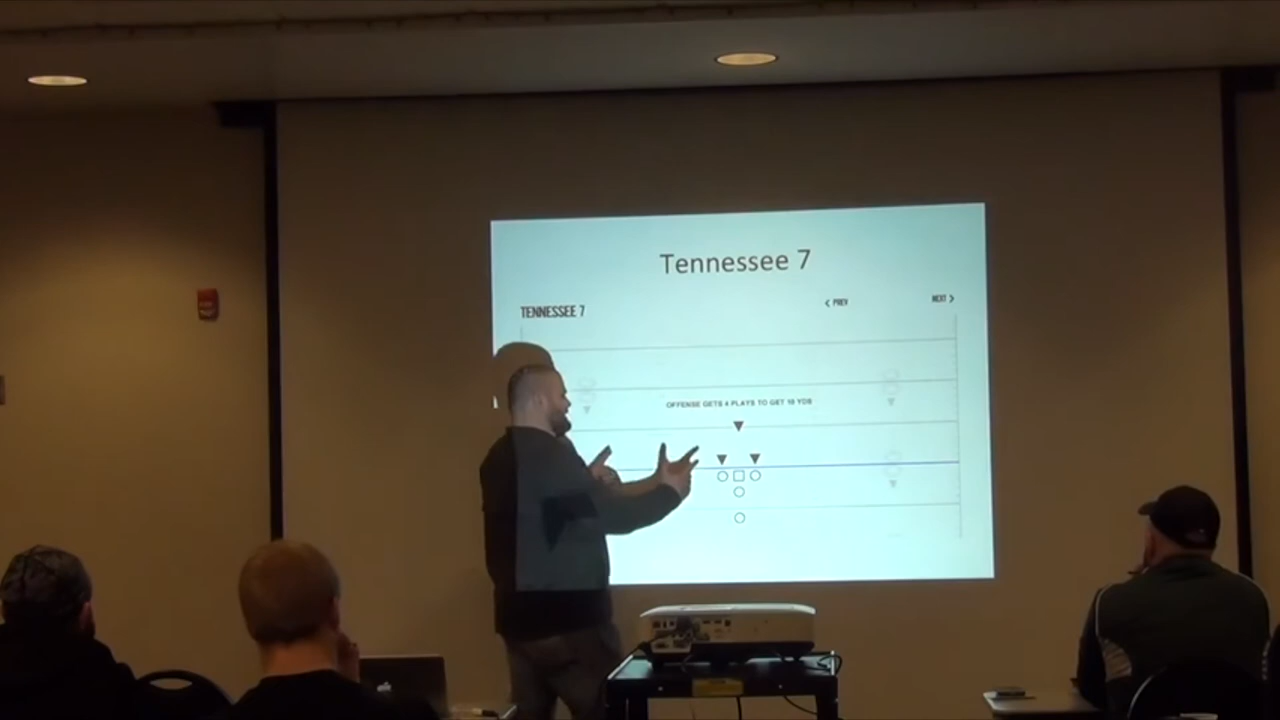 Tennessee 7
TENNESSEE 7
< PREV
NEXT >
OFFENSE GETS 4 PLAYS TO GET 10 YDS